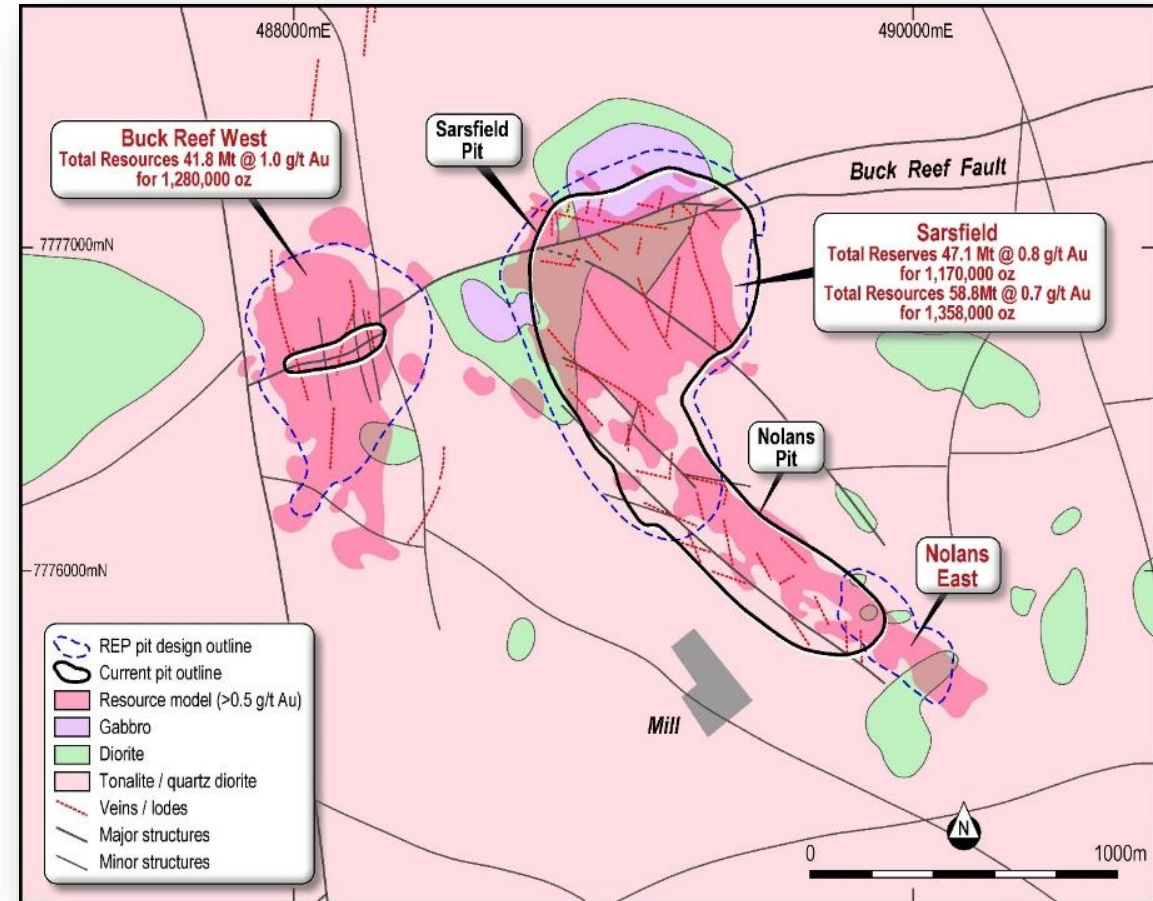 488000mE
490000mE
Buck Reef West
Total Resources 41.8 Mt @ 1.0 g/t Au
for 1,280,000 oz
Sarsfield
Pit
Buck Reef Fault
7777000mN
Sarsfield
Total Reserves 47.1 Mt @ 0.8 g/t Au
for 1,170,000 oz
Total Resources 58.8Mt @ 0.7 g/t Au
for 1,358,000 oz
Nolans
Pit
Nolans
East
7776000mN
REP pit design outline
Current pit outline
Resource model (>0.5 g/t Au)
Gabbro
Diorite
Tonalite / quartz diorite
Veins / lodes
Major structures
Minor structures
Mill
N
0
1000m